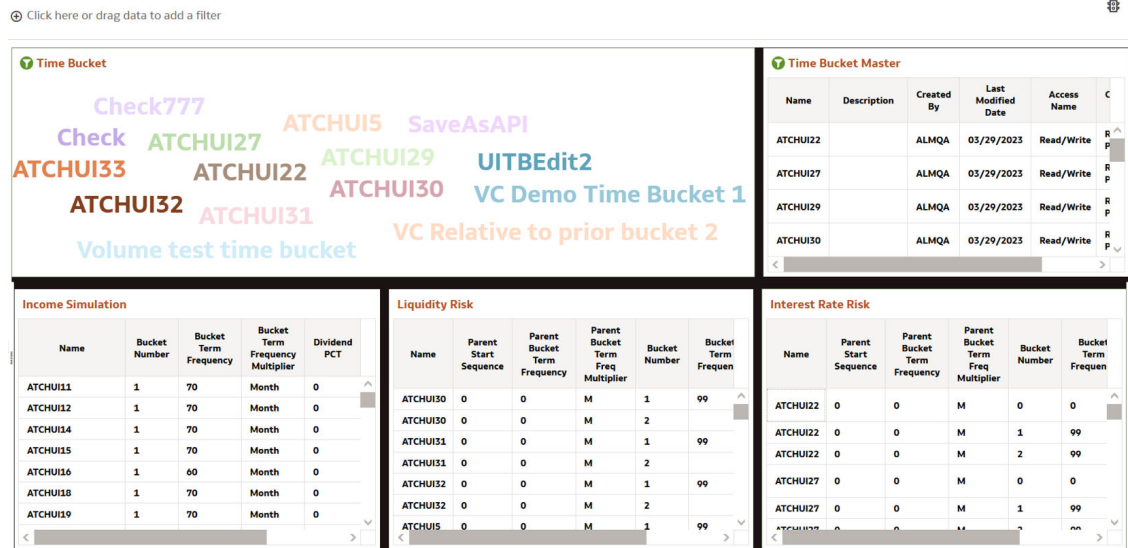 Click here or drag data to add a filter
Time Bucket
Check777
ATCHUI5 SaveAsAPI
Check ATCHUI27
ATCHUI29 UITBEdit2
ATCHUI33 ATCHUI22
ATCHUI30 VC Demo Time Bucket 1
ATCHUI32 ATCHUI31
VC Relative to prior bucket 2
Volume test time bucket
Time Bucket Master
Name Description Created By Last Modified Date Access Name C
ATCHUI22 ALMQA 03/29/2023 Read/Write R P
ATCHUI27 ALMQA 03/29/2023 Read/Write R P
ATCHUI29 ALMQA 03/29/2023 Read/Write R P
ATCHUI30 ALMQA 03/29/2023 Read/Write R P
Income Simulation
Name Bucket Number Bucket Term Frequency Bucket Term Frequency Multiplier Dividend PCT
ATCHUI11 1 70 Month 0
ATCHUI12 1 70 Month 0
ATCHUI14 1 70 Month 0
ATCHUI15 1 70 Month 0
ATCHUI16 1 60 Month 0
ATCHUI18 1 70 Month 0
ATCHUI19 1 70 Month 0
Liquidity Risk
Name Parent Start Sequence Parent Bucket Term Frequency Parent Bucket Term Freq Multiplier Bucket Number Bucket Term Frequen
ATCHUI30 0 0 M 1 99
ATCHUI30 0 0 M 2
ATCHUI31 0 0 M 1 99
ATCHUI31 0 0 M 2
ATCHUI32 0 0 M 1 99
ATCHUI32 0 0 M 2
ATCHUI5 0 0 M 1 99
Interest Rate Risk
Name Parent Start Sequence Parent Bucket Term Frequency Parent Bucket Term Freq Multiplier Bucket Number Bucket Term Frequen
ATCHUI22 0 0 M 0 0
ATCHUI22 0 0 M 1 99
ATCHUI22 0 0 M 2 99
ATCHUI27 0 0 M 0 0
ATCHUI27 0 0 M 1 99
ATCHUI27 0 0 M 2 99